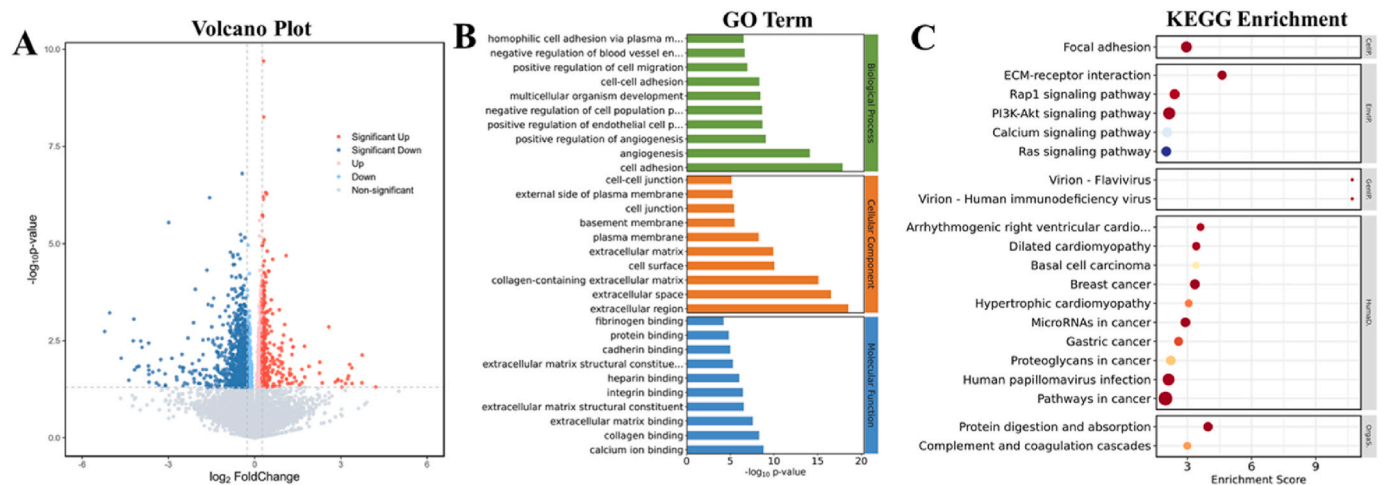 A
Volcano Plot
10.0
7.5
5.0
2.5
0.0
-log10p-value
-6
-3
0
3
6
log2 FoldChange
Significant Up
Significant Down
Up
Down
Non-significant
B
GO Term
homophilic cell adhesion via plasma m...
negative regulation of blood vessel en...
positive regulation of cell migration
cell-cell adhesion
multicellular organism development
negative regulation of cell population p...
positive regulation of endothelial cell p...
positive regulation of angiogenesis
angiogenesis
cell adhesion
Biological Process
cell-cell junction
external side of plasma membrane
cell junction
basement membrane
plasma membrane
extracellular matrix
cell surface
collagen-containing extracellular matrix
extracellular space
extracellular region
Cellular Component
fibrinogen binding
protein binding
cadherin binding
extracellular matrix structural constitue...
heparin binding
integrin binding
extracellular matrix structural constituent
extracellular matrix binding
collagen binding
calcium ion binding
Molecular Function
0
5
10
15
20
-log10 p-value
C
KEGG Enrichment
Focal adhesion
CellP.
ECM-receptor interaction
Rap1 signaling pathway
PI3K-Akt signaling pathway
Calcium signaling pathway
Ras signaling pathway
EnviP.
Virion - Flavivirus
Virion - Human immunodeficiency virus
GeniP.
Arrhythmogenic right ventricular cardio...
Dilated cardiomyopathy
Basal cell carcinoma
Breast cancer
Hypertrophic cardiomyopathy
MicroRNAs in cancer
Gastric cancer
Proteoglycans in cancer
Human papillomavirus infection
Pathways in cancer
HumaD.
Protein digestion and absorption
Complement and coagulation cascades
OrgaS.
3
6
9
Enrichment Score